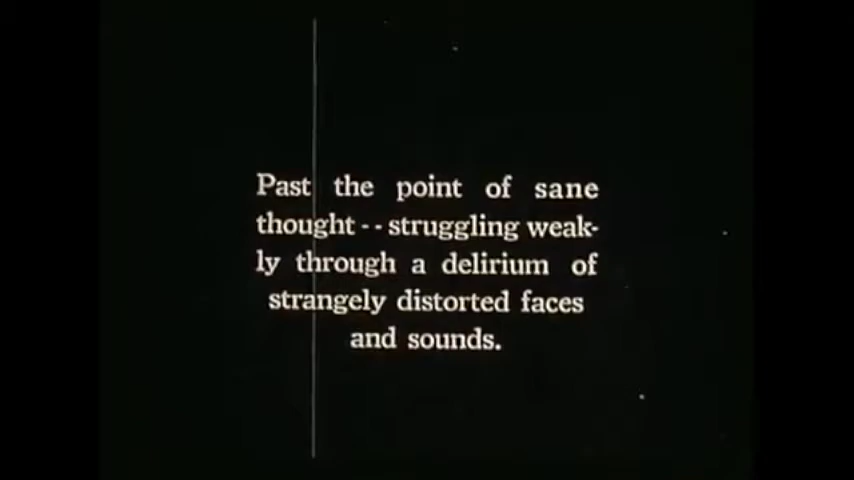 Past the point of sane
thought -- struggling weak-
ly through a delirium of
strangely distorted faces
and sounds.